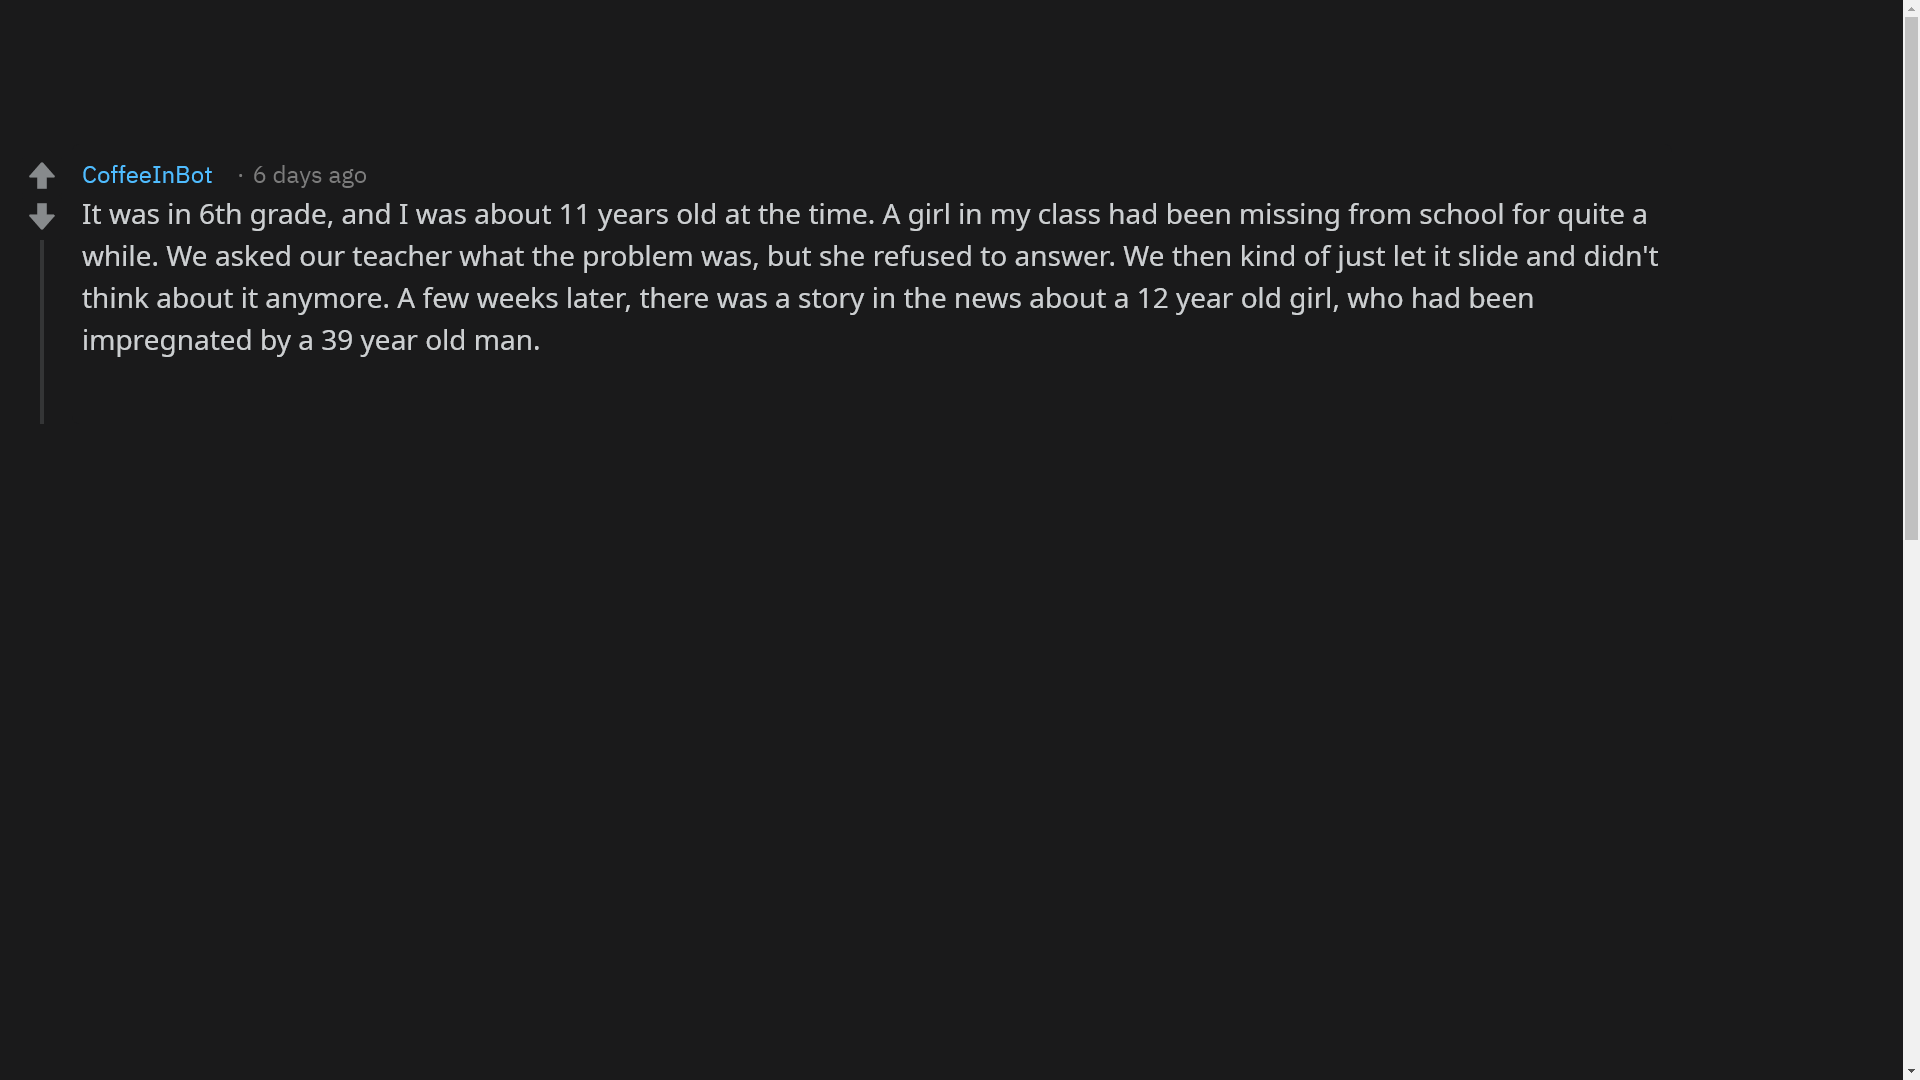 CoffeeInBot · 6 days ago
It was in 6th grade, and I was about 11 years old at the time. A girl in my class had been missing from school for quite a
while. We asked our teacher what the problem was, but she refused to answer. We then kind of just let it slide and didn't
think about it anymore. A few weeks later, there was a story in the news about a 12 year old girl, who had been
impregnated by a 39 year old man.